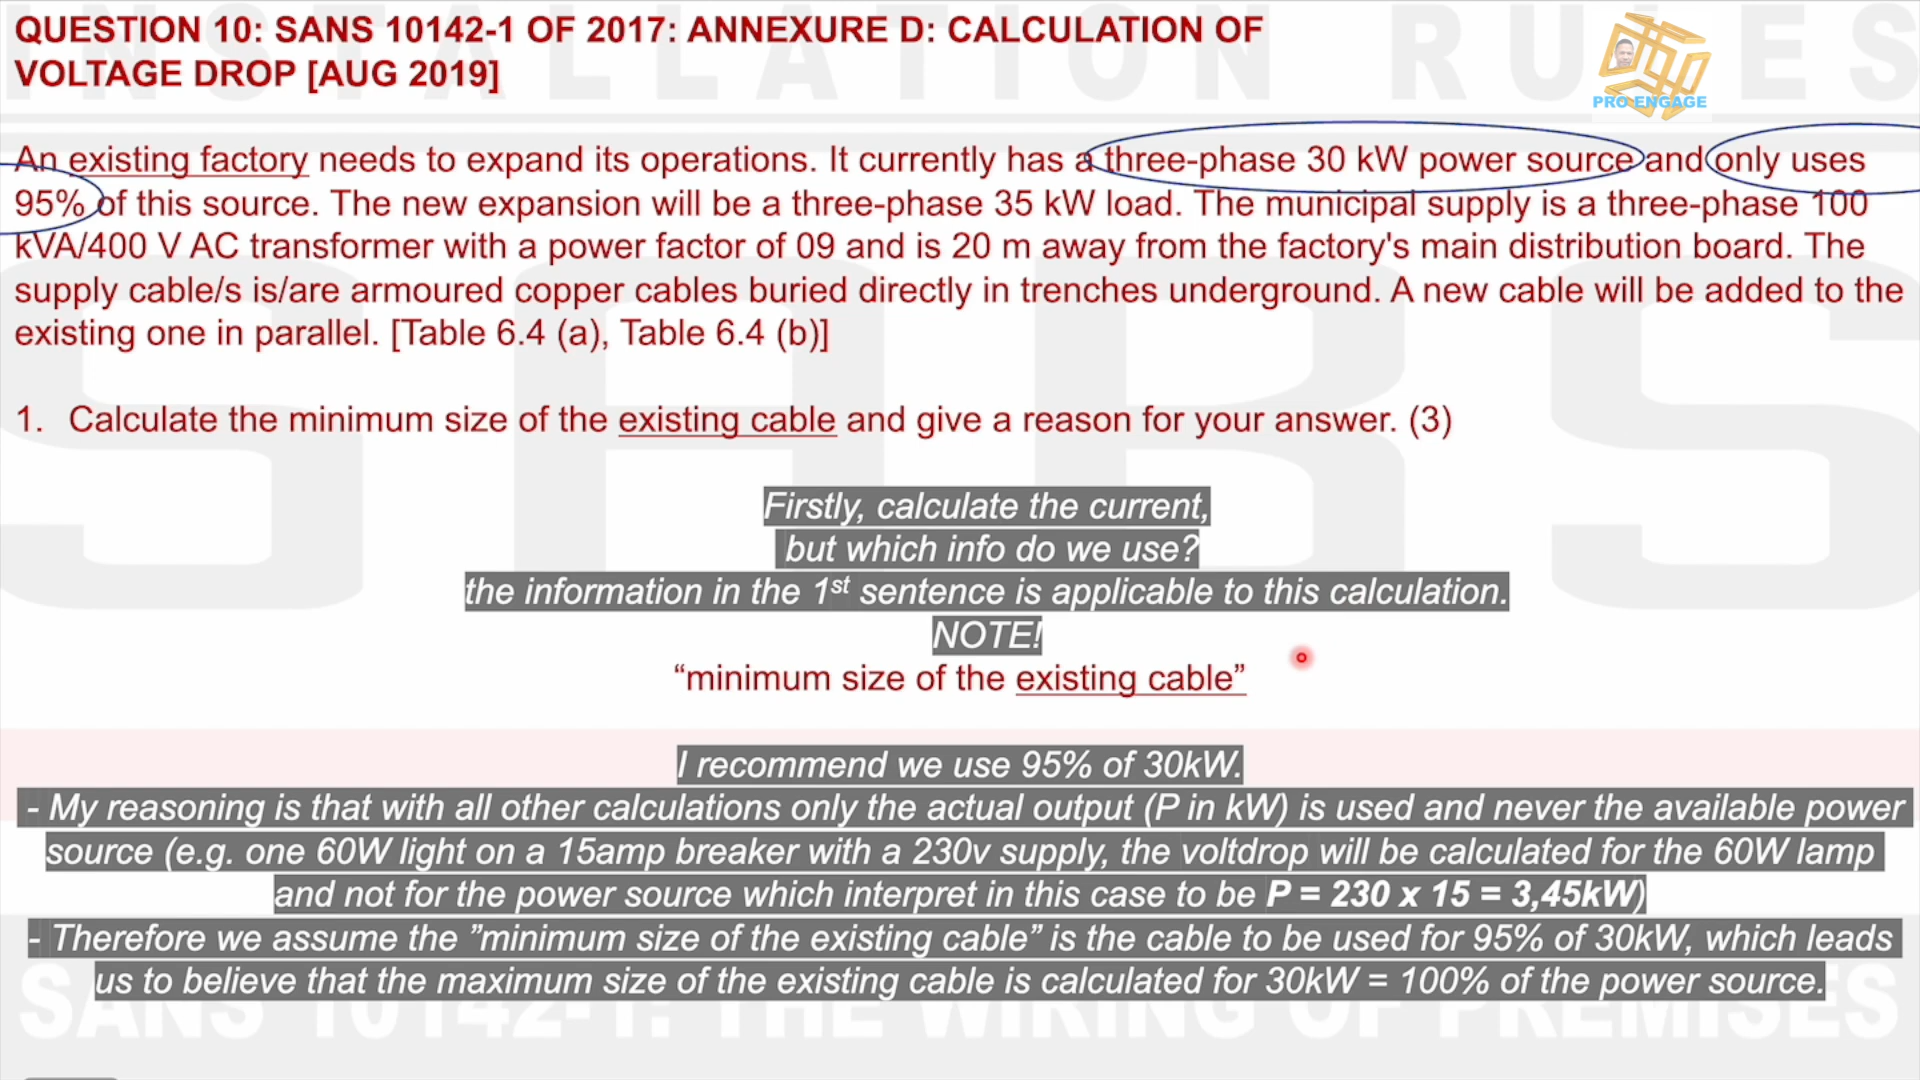 QUESTION 10: SANS 10142-1 OF 2017: ANNEXURE D: CALCULATION OF
VOLTAGE DROP [AUG 2019]
PRO ENGAGE
INSTALLATION RULES
An existing factory needs to expand its operations. It currently has a three-phase 30 kW power source and only uses
95% of this source. The new expansion will be a three-phase 35 kW load. The municipal supply is a three-phase 100
kVA/400 V AC transformer with a power factor of 09 and is 20 m away from the factory's main distribution board. The
supply cable/s is/are armoured copper cables buried directly in trenches underground. A new cable will be added to the
existing one in parallel. [Table 6.4 (a), Table 6.4 (b)]
SABS
1. Calculate the minimum size of the existing cable and give a reason for your answer. (3)
Firstly, calculate the current,
but which info do we use?
the information in the 1st sentence is applicable to this calculation.
NOTE!
“minimum size of the existing cable”
I recommend we use 95% of 30kW.
- My reasoning is that with all other calculations only the actual output (P in kW) is used and never the available power
source (e.g. one 60W light on a 15amp breaker with a 230v supply, the voltdrop will be calculated for the 60W lamp
and not for the power source which interpret in this case to be P = 230 x 15 = 3,45kW)
- Therefore we assume the ”minimum size of the existing cable” is the cable to be used for 95% of 30kW, which leads
us to believe that the maximum size of the existing cable is calculated for 30kW = 100% of the power source.
SANS 10142-1: THE WIRING OF PREMISES